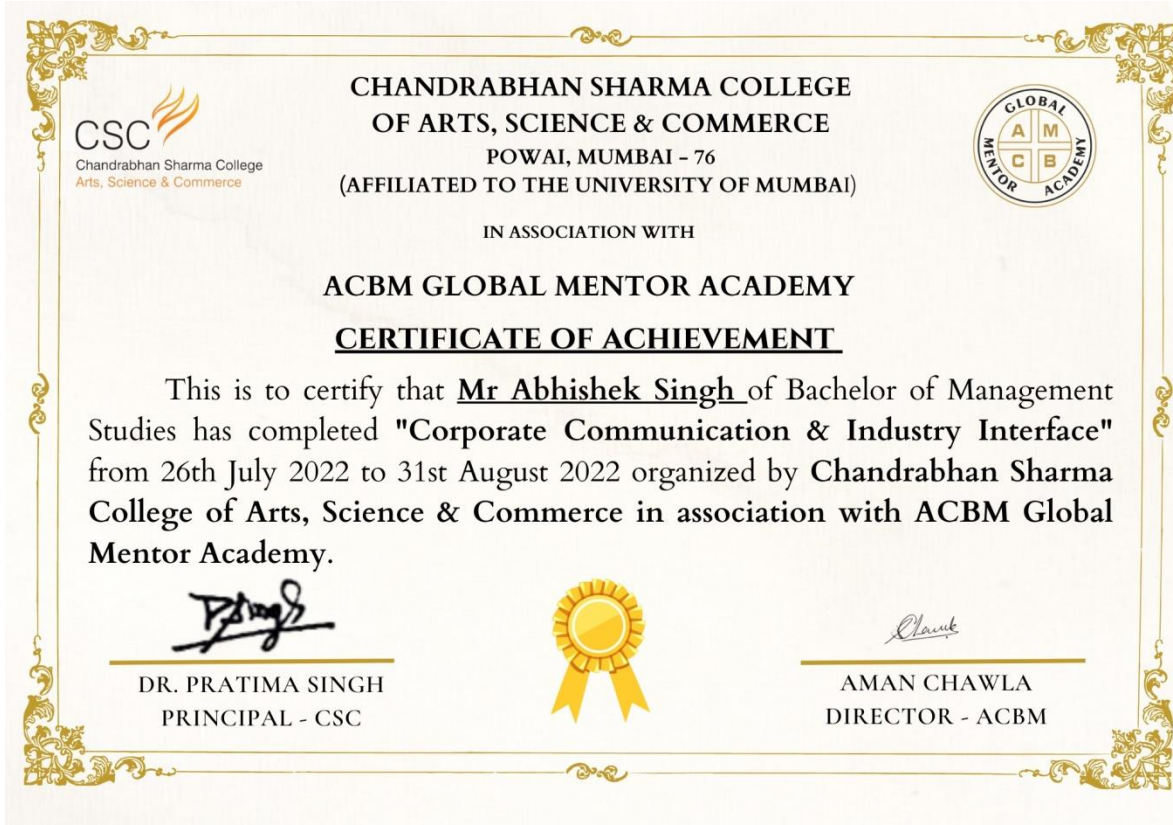 CSC
Chandrabhan Sharma College
Arts, Science & Commerce
CHANDRABHAN SHARMA COLLEGE
OF ARTS, SCIENCE & COMMERCE
POWAI, MUMBAI - 76
(AFFILIATED TO THE UNIVERSITY OF MUMBAI)
GLOBAL
MENTOR
ACADEMY
A M
C B
IN ASSOCIATION WITH
ACBM GLOBAL MENTOR ACADEMY
CERTIFICATE OF ACHIEVEMENT
This is to certify that Mr Abhishek Singh of Bachelor of Management
Studies has completed "Corporate Communication & Industry Interface"
from 26th July 2022 to 31st August 2022 organized by Chandrabhan Sharma
College of Arts, Science & Commerce in association with ACBM Global
Mentor Academy.
PSingh
DR. PRATIMA SINGH
PRINCIPAL - CSC
AMAN CHAWLA
DIRECTOR - ACBM